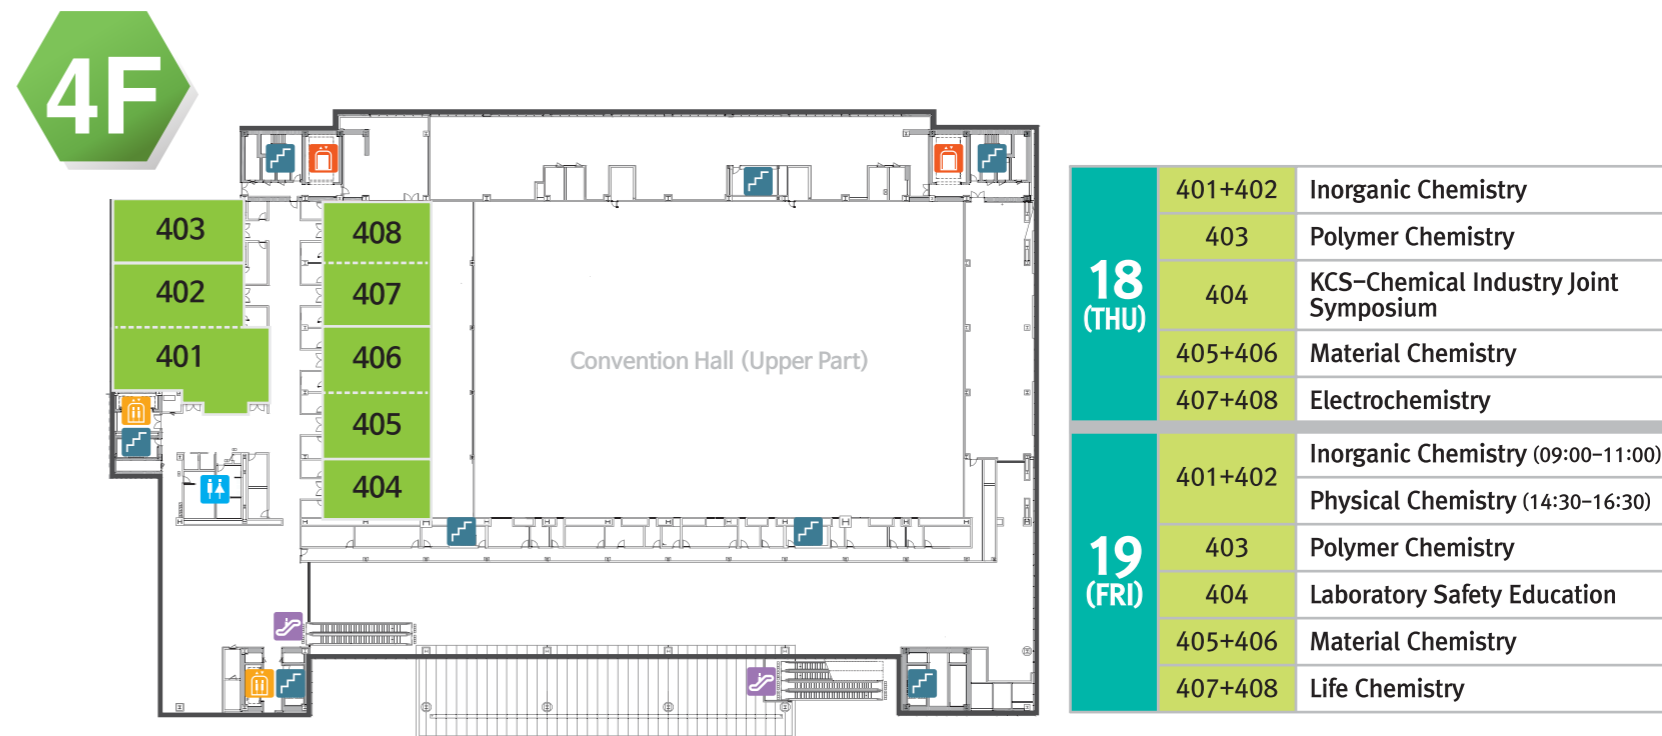 4F
403
402
401
408
407
406
405
404
Convention Hall (Upper Part)
18
(THU)
401+402
Inorganic Chemistry
403
Polymer Chemistry
404
KCS-Chemical Industry Joint
Symposium
405+406
Material Chemistry
407+408
Electrochemistry
19
(FRI)
401+402
Inorganic Chemistry (09:00-11:00)
Physical Chemistry (14:30-16:30)
403
Polymer Chemistry
404
Laboratory Safety Education
405+406
Material Chemistry
407+408
Life Chemistry